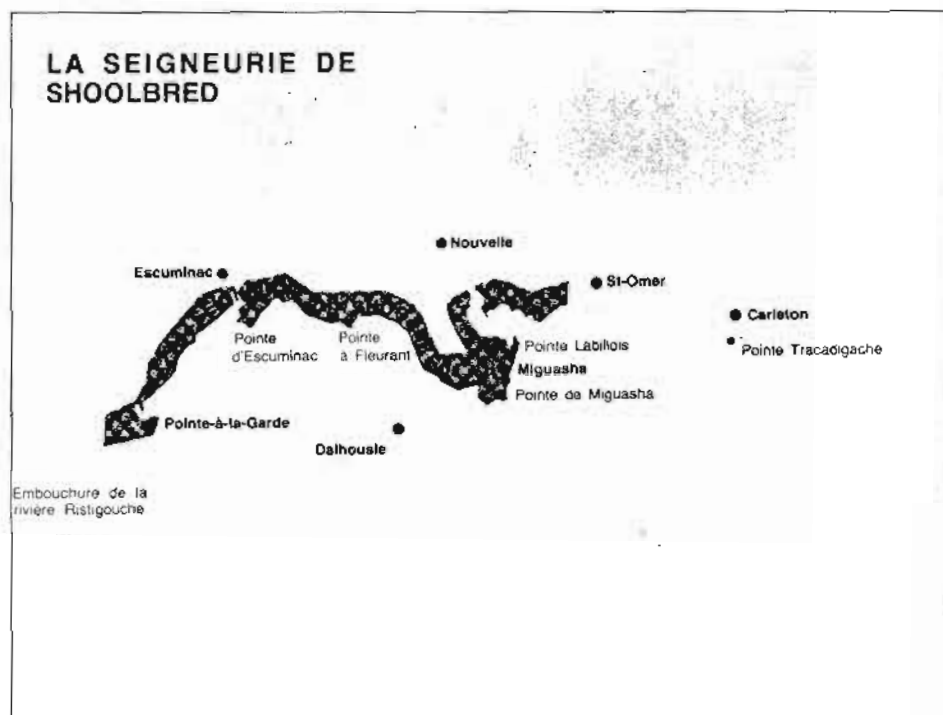 LA SEIGNEURIE DE
SHOOLBRED
Nouvelle
Escuminac
St-Omer
Carleton
Pointe
d'Escuminac
Pointe
à Fleurant
Pointe Labillois
Pointe Tracadigache
Miguasha
Pointe de Miguasha
Pointe-à-la-Garde
Dalhousie
Embouchure de la
rivière Ristigouche